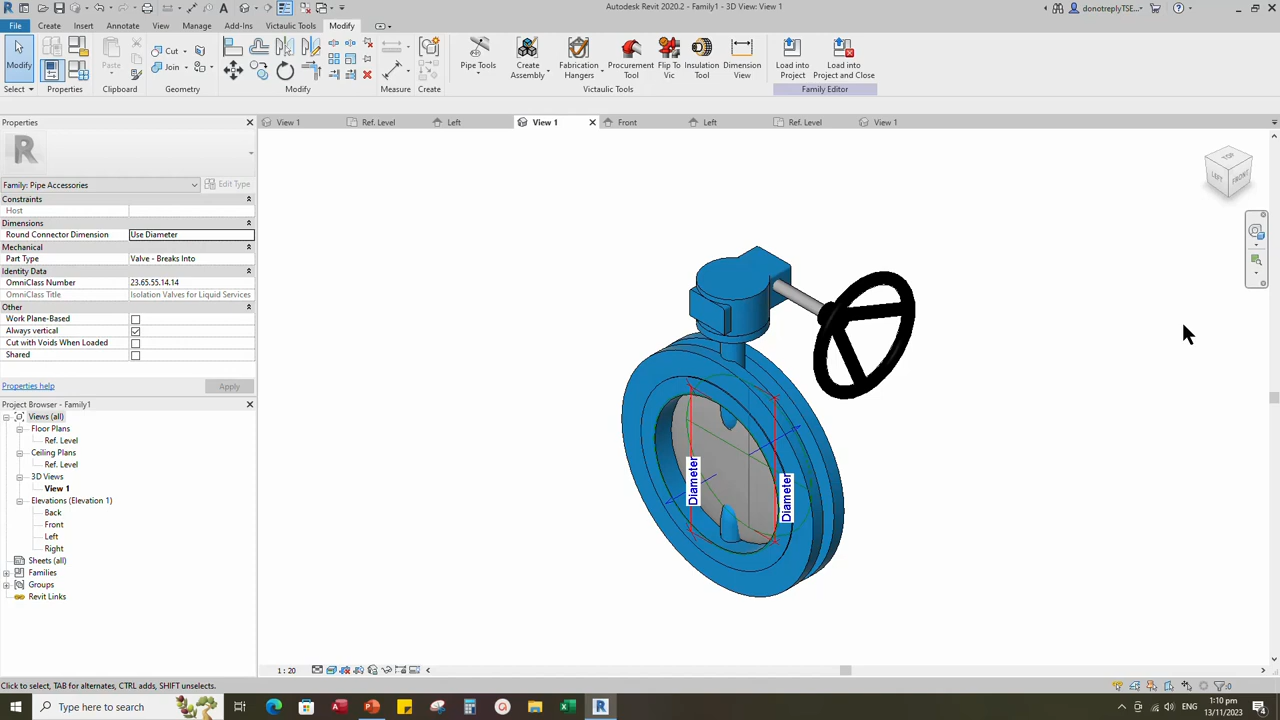 Autodesk Revit 2020.2 - Family1 - 3D View: View 1
donotreplyTSE...
File Create Insert Annotate View Manage Add-Ins Victaulic Tools Modify
Modify
Paste
Cut
Join
Pipe Tools
Create Assembly
Fabrication Hangers
Procurement Tool
Flip To Vic
Insulation Tool
Dimension View
Load into Project
Load into Project and Close
Select Properties Clipboard Geometry Modify Measure Create Victaulic Tools Family Editor
Properties
View 1 Ref. Level Left View 1 Front Left Ref. Level View 1
R
TOP
LEFT
FRONT
Family: Pipe Accessories Edit Type
Constraints
Host
Dimensions
Round Connector Dimension Use Diameter
Mechanical
Part Type Valve - Breaks Into
Identity Data
OmniClass Number 23.65.55.14.14
OmniClass Title Isolation Valves for Liquid Services
Other
Work Plane-Based
Always vertical
Cut with Voids When Loaded
Shared
Properties help Apply
Project Browser - Family1
Views (all)
Floor Plans
Ref. Level
Ceiling Plans
Ref. Level
3D Views
View 1
Elevations (Elevation 1)
Back
Front
Left
Right
Sheets (all)
Families
Groups
Revit Links
Diameter
Diameter
1 : 20
Click to select, TAB for alternates, CTRL adds, SHIFT unselects.
:0
Type here to search
1:10 pm
13/11/2023